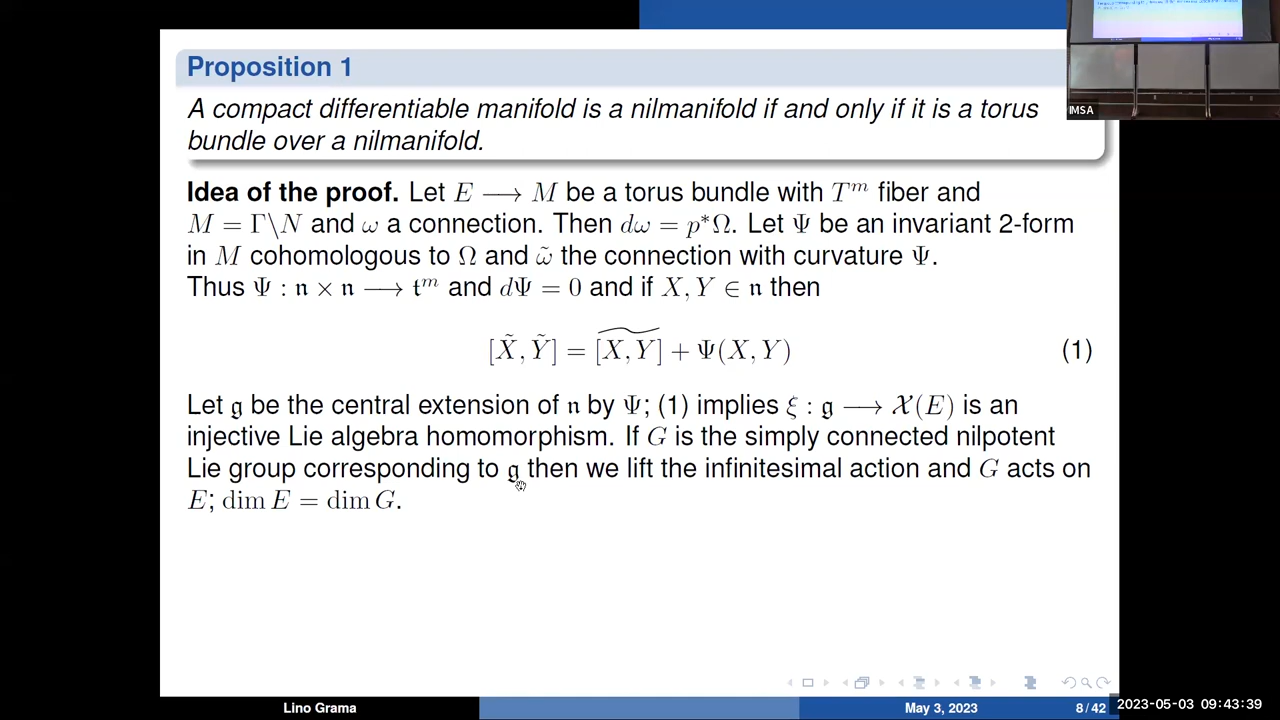 Proposition 1
A compact differentiable manifold is a nilmanifold if and only if it is a torus
bundle over a nilmanifold.
Idea of the proof. Let E ⟶ M be a torus bundle with T^m fiber and
M = Γ\N and ω a connection. Then dω = p*Ω. Let Ψ be an invariant 2-form
in M cohomologous to Ω and ω̃ the connection with curvature Ψ.
Thus Ψ : 𝔫 × 𝔫 ⟶ 𝔱^m and dΨ = 0 and if X, Y ∈ 𝔫 then
[X̃, Ỹ] = \widetilde{[X, Y]} + Ψ(X, Y) (1)
Let 𝔤 be the central extension of 𝔫 by Ψ; (1) implies ξ : 𝔤 ⟶ 𝒳(E) is an
injective Lie algebra homomorphism. If G is the simply connected nilpotent
Lie group corresponding to 𝔤 then we lift the infinitesimal action and G acts on
E; dim E = dim G.
IMSA
Lino Grama
May 3, 2023
8 / 42
2023-05-03 09:43:39